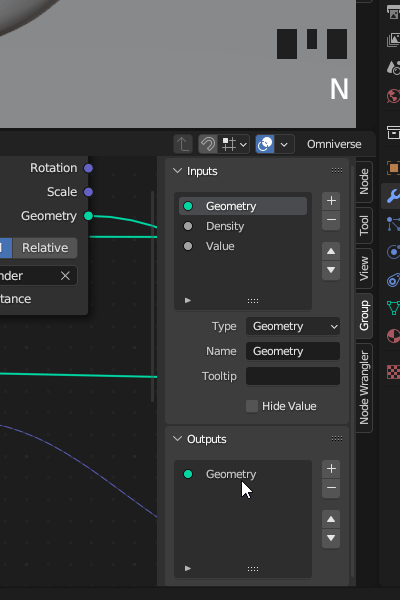 N
Omniverse
Rotation
Scale
Geometry
Relative
nder
tance
Inputs
Geometry
Density
Value
Type
Geometry
Name
Geometry
Tooltip
Hide Value
Outputs
Geometry
Node
Tool
View
Group
Node Wrangler